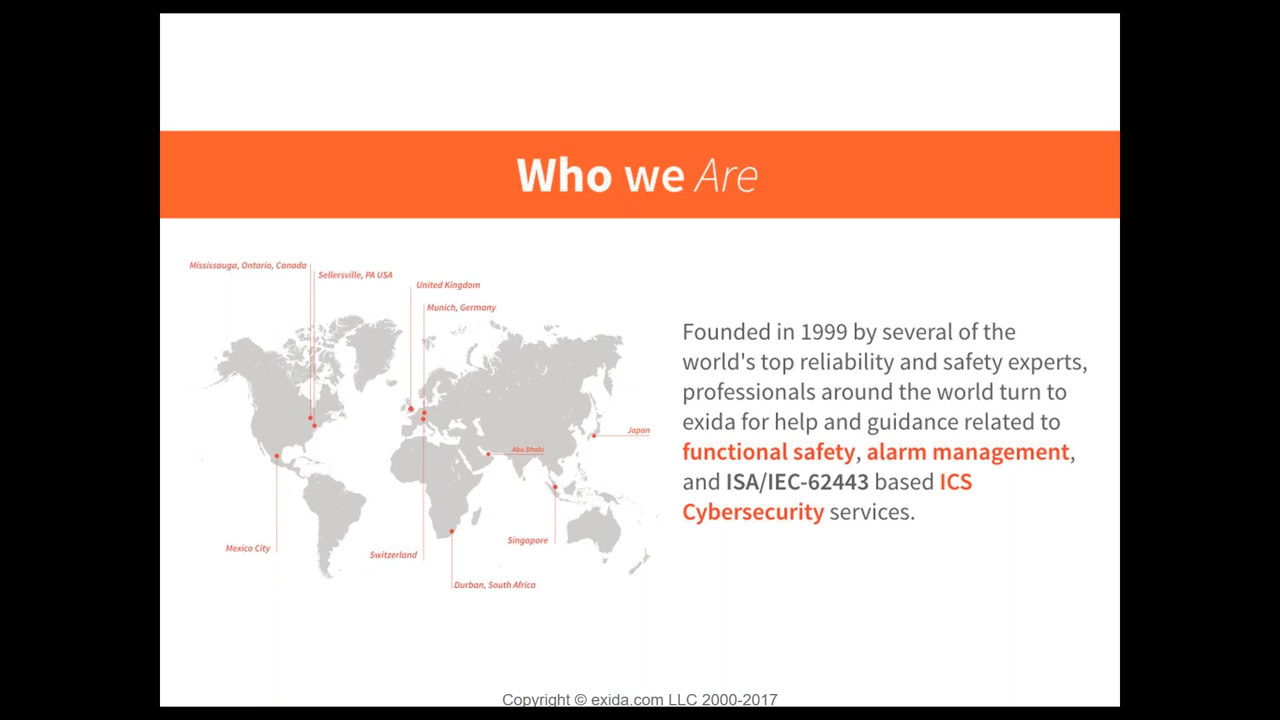 Who we Are
Mississauga, Ontario, Canada
Sellersville, PA USA
United Kingdom
Munich, Germany
Japan
Abu Dhabi
Singapore
Mexico City
Switzerland
Durban, South Africa
Founded in 1999 by several of the
world's top reliability and safety experts,
professionals around the world turn to
exida for help and guidance related to
functional safety, alarm management,
and ISA/IEC-62443 based ICS
Cybersecurity services.
Copyright © exida.com LLC 2000-2017